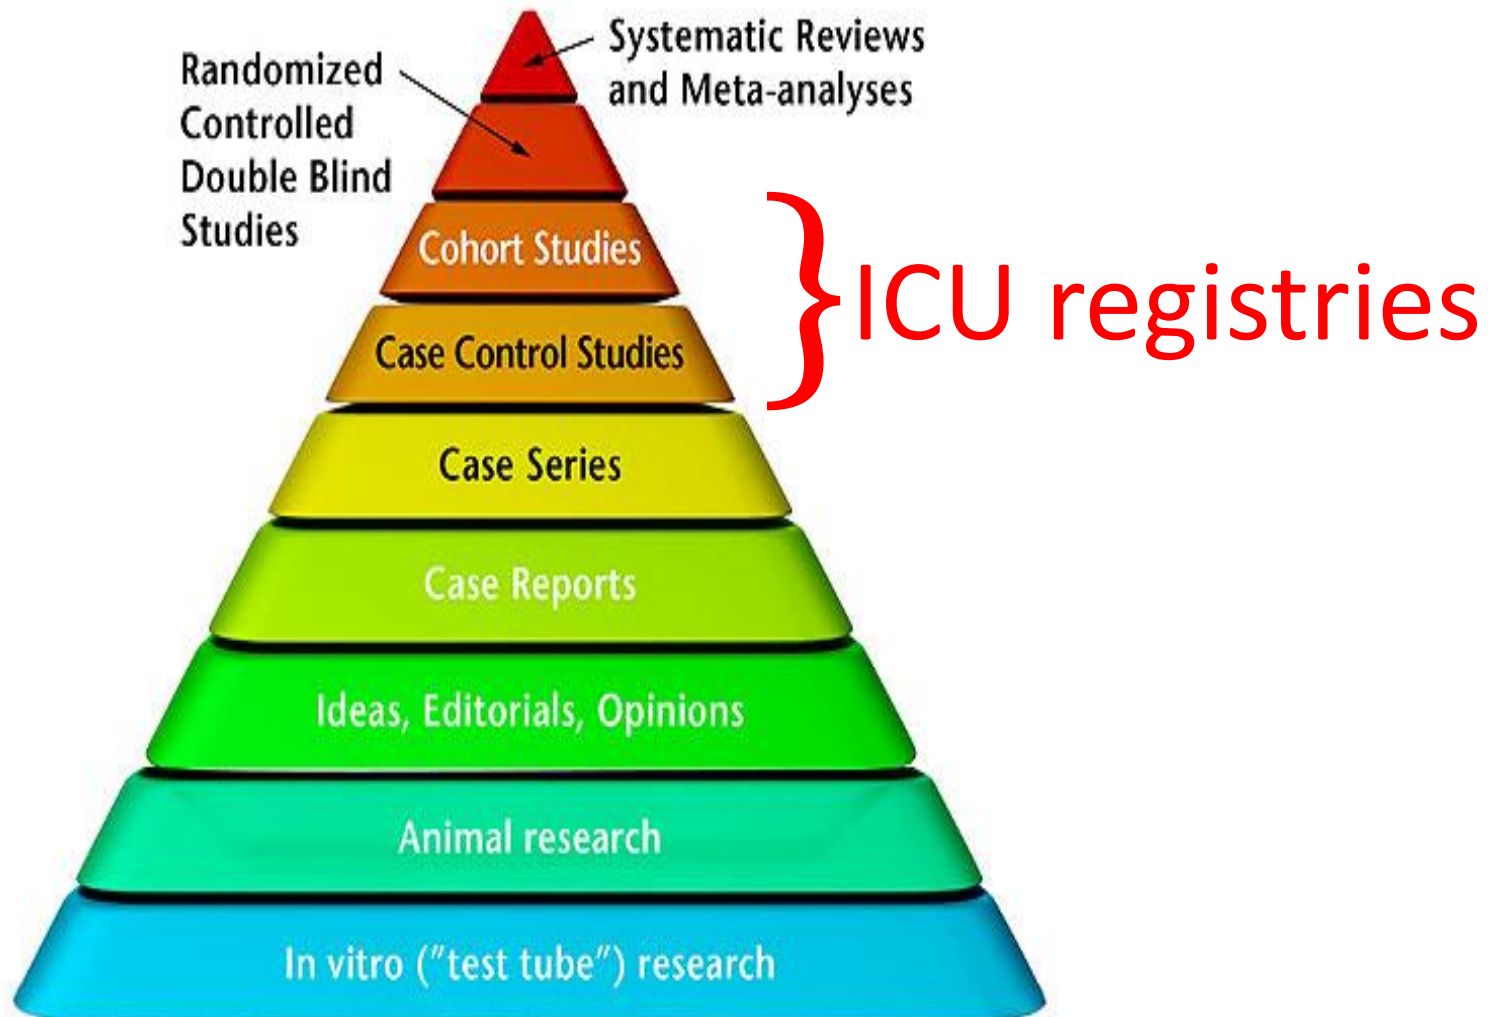 Systematic Reviews
and Meta-analyses
Randomized
Controlled
Double Blind
Studies
Cohort Studies
ICU registries
Case Control Studies
Case Series
Case Reports
Ideas, Editorials, Opinions
Animal research
In vitro ("test tube") research